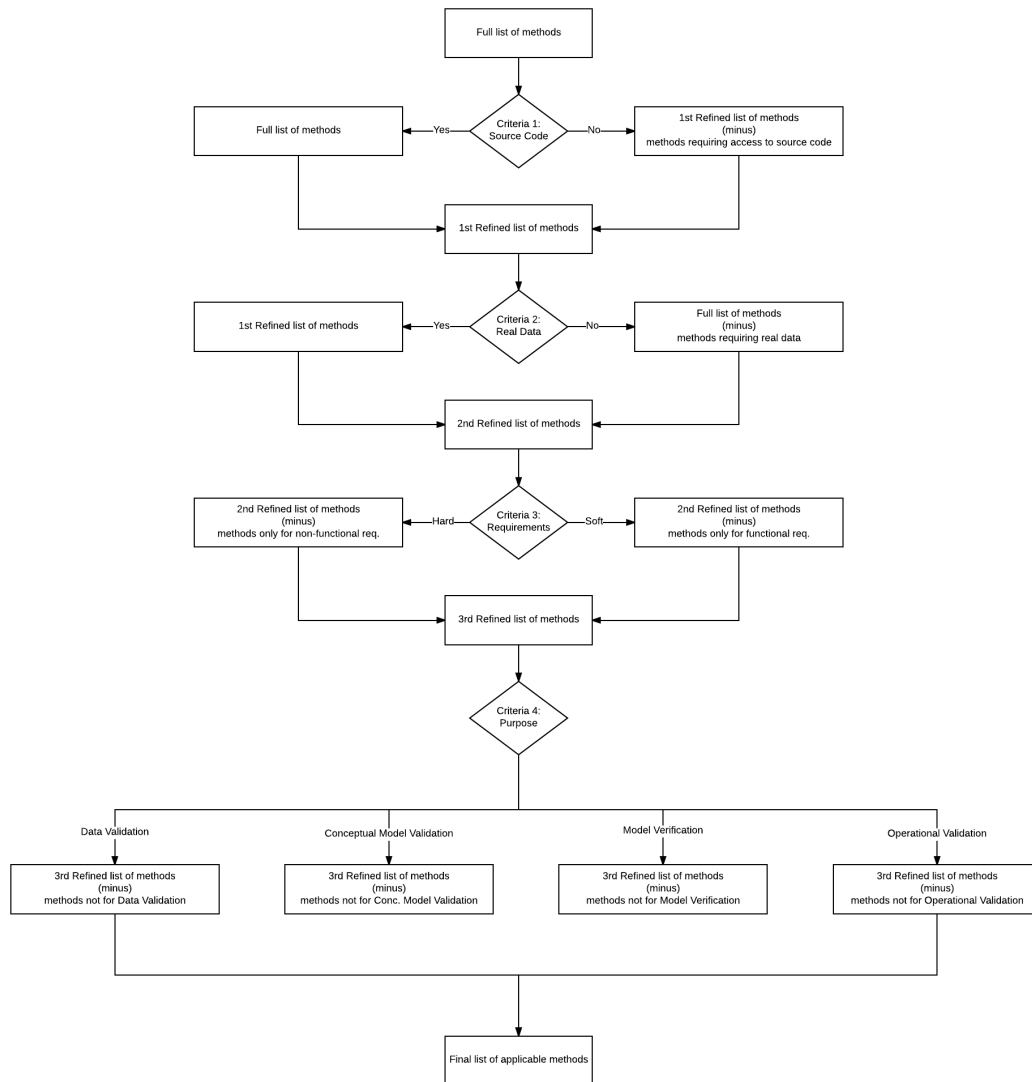 Full list of methods
Criteria 1:
Source Code
Yes
No
Full list of methods
1st Refined list of methods
(minus)
methods requiring access to source code
1st Refined list of methods
Criteria 2:
Real Data
Yes
No
1st Refined list of methods
Full list of methods
(minus)
methods requiring real data
2nd Refined list of methods
Criteria 3:
Requirements
Hard
Soft
2nd Refined list of methods
(minus)
methods only for non-functional req.
2nd Refined list of methods
(minus)
methods only for functional req.
3rd Refined list of methods
Criteria 4:
Purpose
Data Validation
Conceptual Model Validation
Model Verification
Operational Validation
3rd Refined list of methods
(minus)
methods not for Data Validation
3rd Refined list of methods
(minus)
methods not for Conc. Model Validation
3rd Refined list of methods
(minus)
methods not for Model Verification
3rd Refined list of methods
(minus)
methods not for Operational Validation
Final list of applicable methods